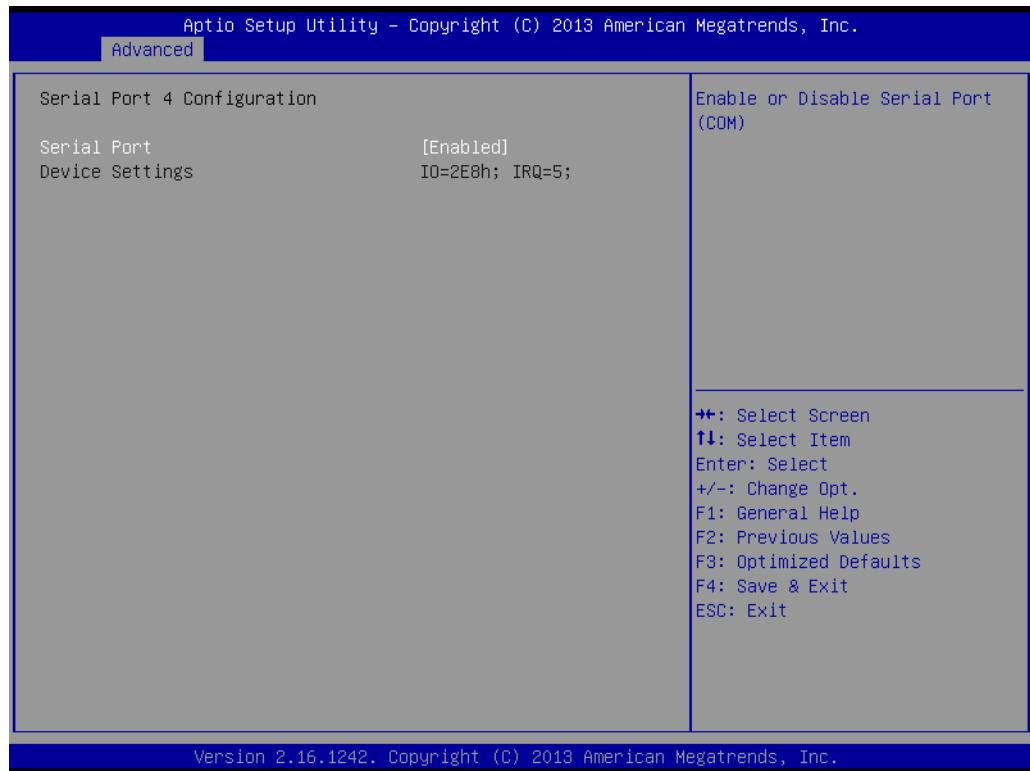 Aptio Setup Utility – Copyright (C) 2013 American Megatrends, Inc.
Advanced
Serial Port 4 Configuration
Serial Port [Enabled]
Device Settings IO=2E8h; IRQ=5;
Enable or Disable Serial Port
(COM)
→←: Select Screen
↑↓: Select Item
Enter: Select
+/-: Change Opt.
F1: General Help
F2: Previous Values
F3: Optimized Defaults
F4: Save & Exit
ESC: Exit
Version 2.16.1242. Copyright (C) 2013 American Megatrends, Inc.